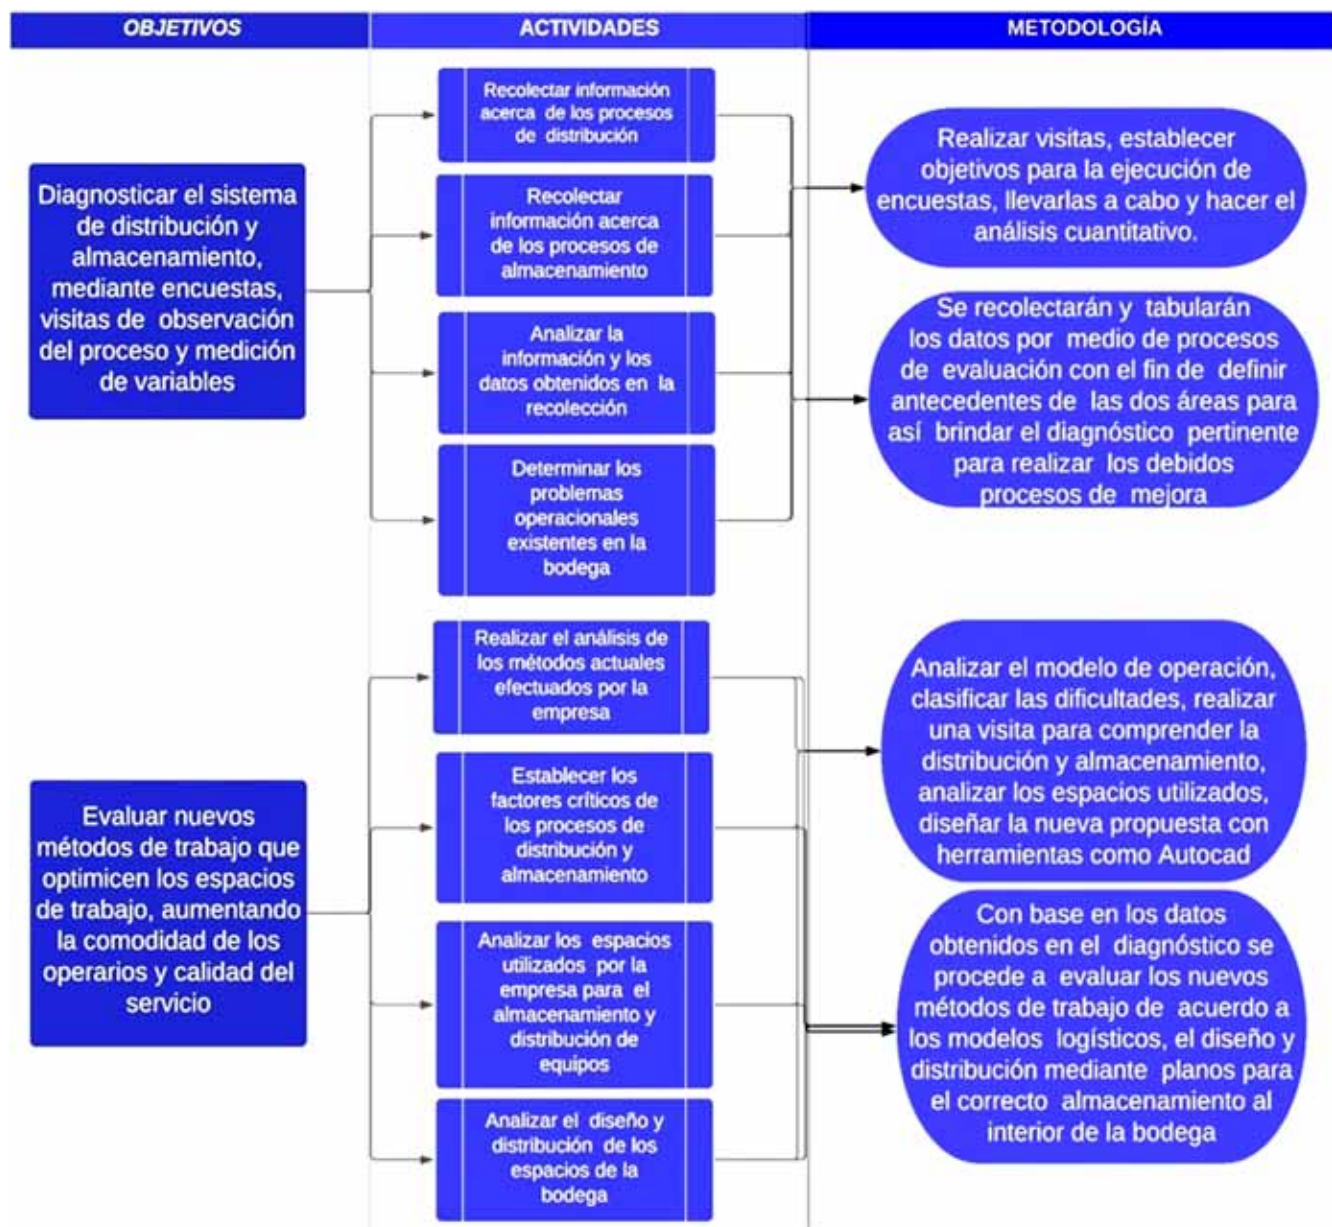 OBJETIVOS
ACTIVIDADES
METODOLOGÍA
Diagnosticar el sistema
de distribución y
almacenamiento,
mediante encuestas,
visitas de observación
del proceso y medición
de variables
Recolectar información
acerca de los procesos
de distribución
Recolectar
información acerca
de los procesos de
almacenamiento
Analizar la
información y los
datos obtenidos en la
recolección
Determinar los
problemas
operacionales
existentes en la
bodega
Realizar visitas, establecer
objetivos para la ejecución de
encuestas, llevarlas a cabo y hacer el
análisis cuantitativo.
Se recolectarán y tabularán
los datos por medio de procesos
de evaluación con el fin de definir
antecedentes de las dos áreas para
así brindar el diagnóstico pertinente
para realizar los debidos
procesos de mejora
Evaluar nuevos
métodos de trabajo que
optimicen los espacios
de trabajo, aumentando
la comodidad de los
operarios y calidad del
servicio
Realizar el análisis de
los métodos actuales
efectuados por la
empresa
Establecer los
factores críticos de
los procesos de
distribución y
almacenamiento
Analizar los espacios
utilizados por la
empresa para el
almacenamiento y
distribución de
equipos
Analizar el diseño y
distribución de los
espacios de la
bodega
Analizar el modelo de operación,
clasificar las dificultades, realizar
una visita para comprender la
distribución y almacenamiento,
analizar los espacios utilizados,
diseñar la nueva propuesta con
herramientas como Autocad
Con base en los datos
obtenidos en el diagnóstico se
procede a evaluar los nuevos
métodos de trabajo de acuerdo a
los modelos logísticos, el diseño y
distribución mediante planos para
el correcto almacenamiento al
interior de la bodega